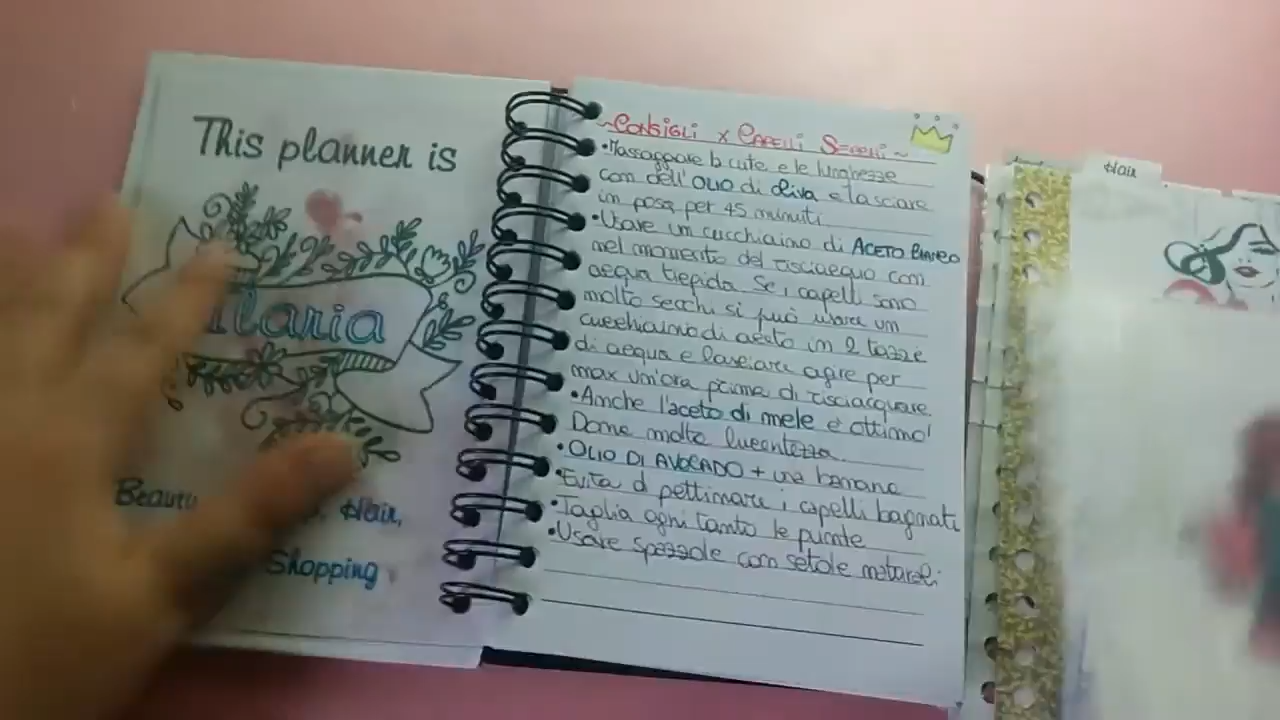 This planner is
Ilaria
Beauty
Hair,
Shopping
~ Consigli x Capelli Secchi ~
• Massaggiare la cute e le lunghezze
con dell'OLIO di oliva e lasciare
in posa per 45 minuti
• Usare un cucchiaino di ACETO BIANCO
nel momento del risciacquo con
acqua tiepida. Se i capelli sono
molto secchi si può usare un
cucchiaino di aceto in 2 tazze
di acqua e lasciare agire per
max un'ora prima di risciacquare.
• Anche l'aceto di mele è ottimo!
Dona molta lucentezza
• OLIO DI AVOCADO + una banana
• Evita di pettinare i capelli bagnati
• Taglia ogni tanto le punte
• Usare spazzole con setole naturali
Hair